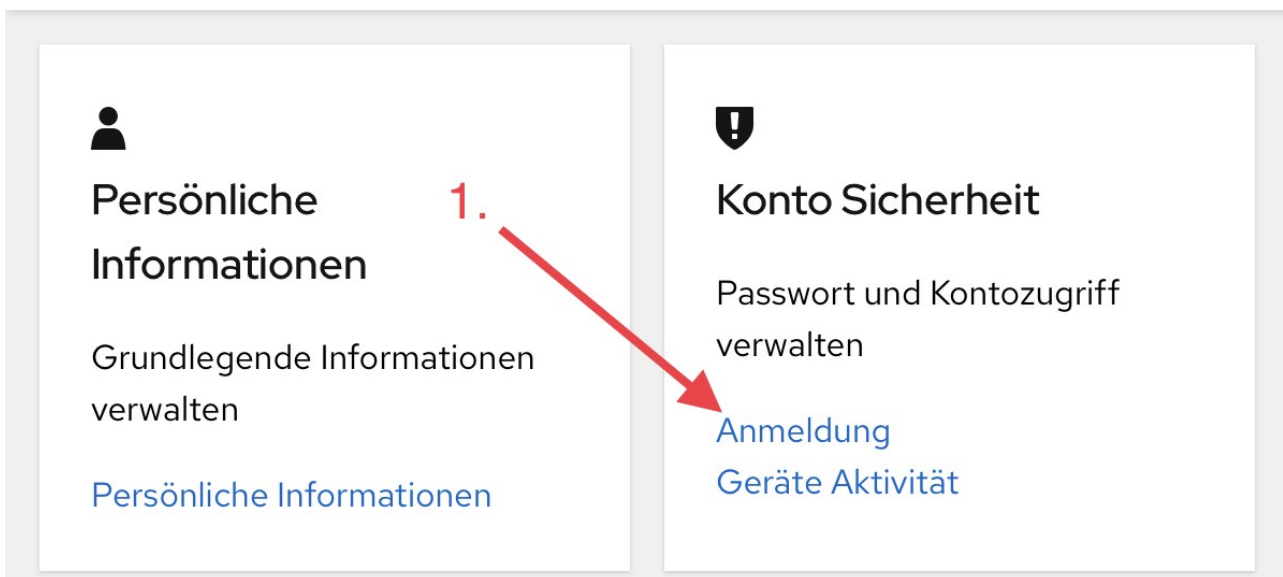 Persönliche
Informationen
Grundlegende Informationen
verwalten
Persönliche Informationen
1.
Konto Sicherheit
Passwort und Kontozugriff
verwalten
Anmeldung
Geräte Aktivität